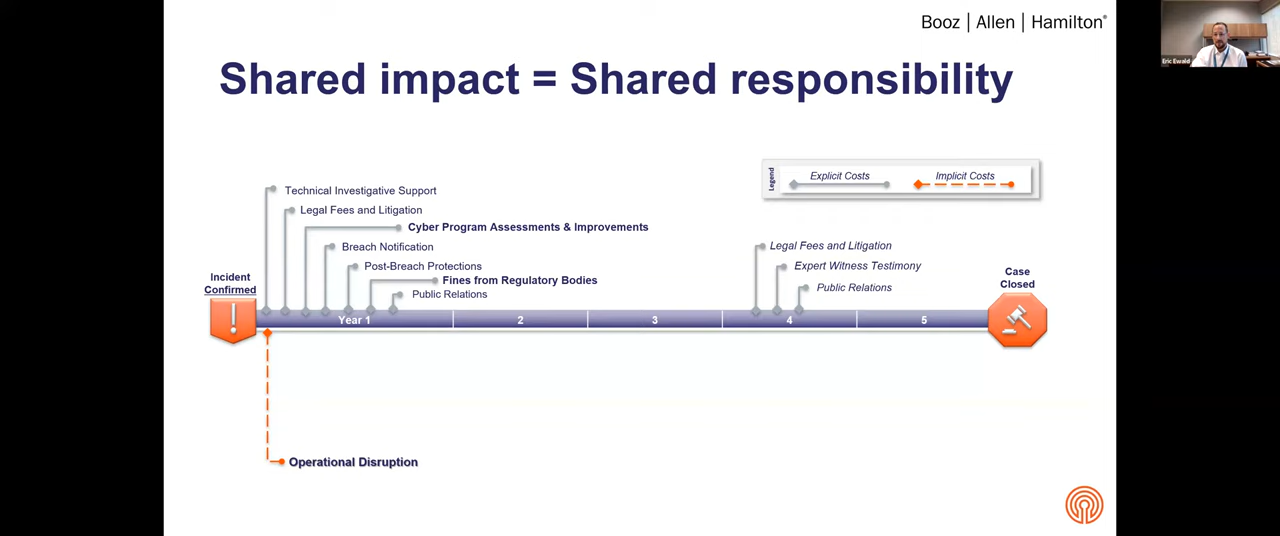 Booz | Allen | Hamilton®
Eric Ewald
Shared impact = Shared responsibility
Legend
Explicit Costs
Implicit Costs
Technical Investigative Support
Legal Fees and Litigation
Cyber Program Assessments & Improvements
Breach Notification
Post-Breach Protections
Fines from Regulatory Bodies
Public Relations
Legal Fees and Litigation
Expert Witness Testimony
Public Relations
Incident
Confirmed
Case
Closed
!
Year 1
2
3
4
5
Operational Disruption